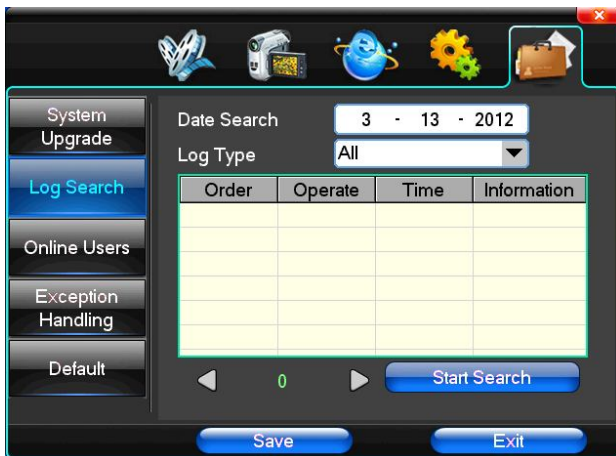 System
Upgrade
Log Search
Online Users
Exception
Handling
Default
Date Search 3 - 13 - 2012
Log Type All
Order Operate Time Information
0 Start Search
Save Exit